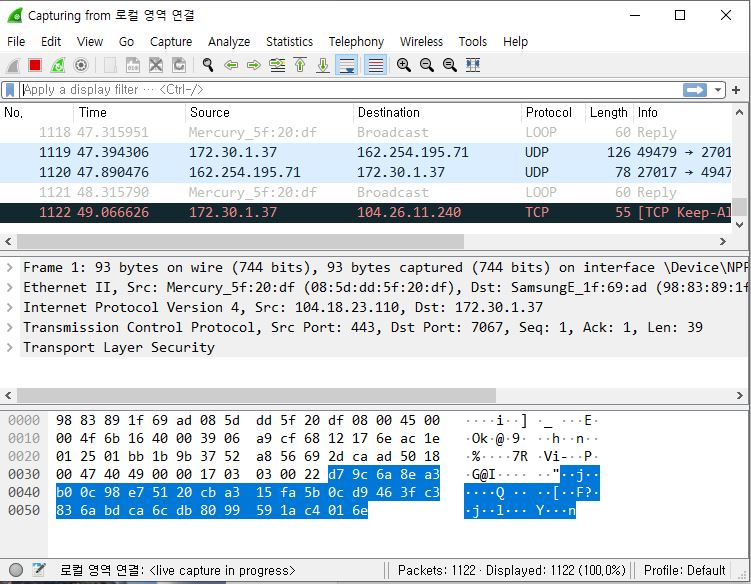 Capturing from 로컬 영역 연결
File Edit View Go Capture Analyze Statistics Telephony Wireless Tools Help
Apply a display filter ··· <Ctrl-/>
No. Time Source Destination Protocol Length Info
1118 47.315951 Mercury_5f:20:df Broadcast LOOP 60 Reply
1119 47.394306 172.30.1.37 162.254.195.71 UDP 126 49479 → 2701
1120 47.890476 162.254.195.71 172.30.1.37 UDP 78 27017 → 4947
1121 48.315790 Mercury_5f:20:df Broadcast LOOP 60 Reply
1122 49.066626 172.30.1.37 104.26.11.240 TCP 55 [TCP Keep-Al
Frame 1: 93 bytes on wire (744 bits), 93 bytes captured (744 bits) on interface \Device\NPF
Ethernet II, Src: Mercury_5f:20:df (08:5d:dd:5f:20:df), Dst: SamsungE_1f:69:ad (98:83:89:1f
Internet Protocol Version 4, Src: 104.18.23.110, Dst: 172.30.1.37
Transmission Control Protocol, Src Port: 443, Dst Port: 7067, Seq: 1, Ack: 1, Len: 39
Transport Layer Security
0000 98 83 89 1f 69 ad 08 5d dd 5f 20 df 08 00 45 00 ····i··] ·_ ···E·
0010 00 4f 6b 16 40 00 39 06 a9 cf 68 12 17 6e ac 1e ·Ok·@·9· ··h··n··
0020 01 25 01 bb 1b 9b 37 52 a8 56 69 2d ca ad 50 18 ·%····7R ·Vi-··P·
0030 00 47 40 49 00 00 17 03 03 00 22 d7 9c 6a 8e a3 ·G@I···· ··"··j··
0040 b0 0c 98 e7 51 20 cb a3 15 fa 5b 0c d9 46 3f c3 ····Q ·· ··[··F?·
0050 83 6a bd ca 6c db 80 99 59 1a c4 01 6e ·j··l··· Y···n
로컬 영역 연결: <live capture in progress> Packets: 1122 · Displayed: 1122 (100,0%) Profile: Default